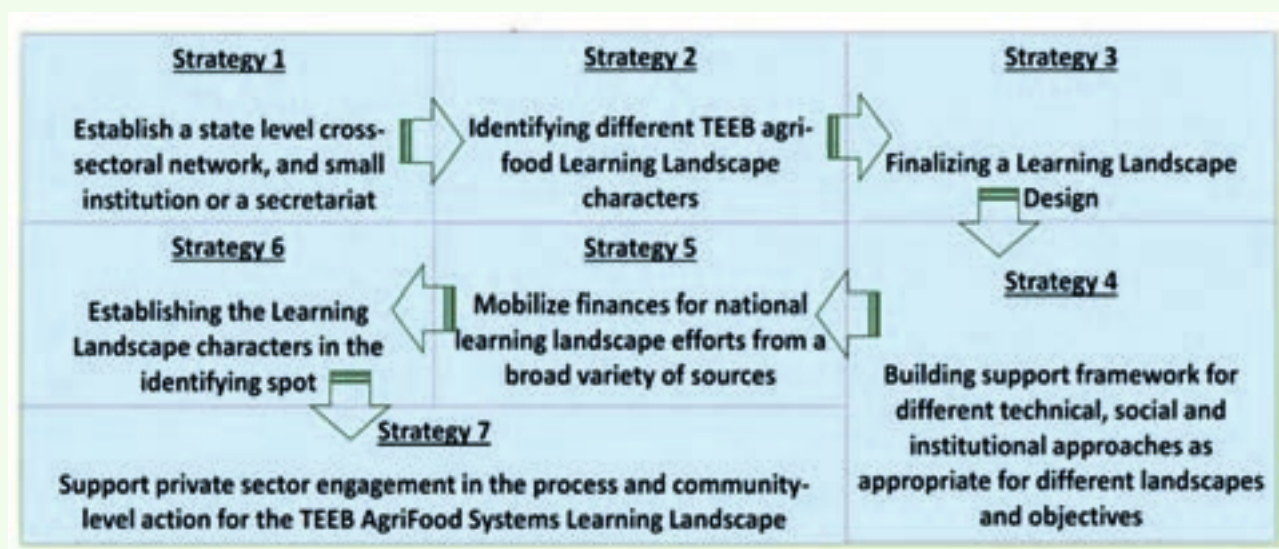 Strategy 1
Establish a state level cross-
sectoral network, and small
institution or a secretariat
Strategy 2
Identifying different TEEB agri-
food Learning Landscape
characters
Strategy 3
Finalizing a Learning Landscape
Design
Strategy 4
Building support framework for
different technical, social and
institutional approaches as
appropriate for different landscapes
and objectives
Strategy 5
Mobilize finances for national
learning landscape efforts from a
broad variety of sources
Strategy 6
Establishing the Learning
Landscape characters in the
identifying spot
Strategy 7
Support private sector engagement in the process and community-
level action for the TEEB AgriFood Systems Learning Landscape